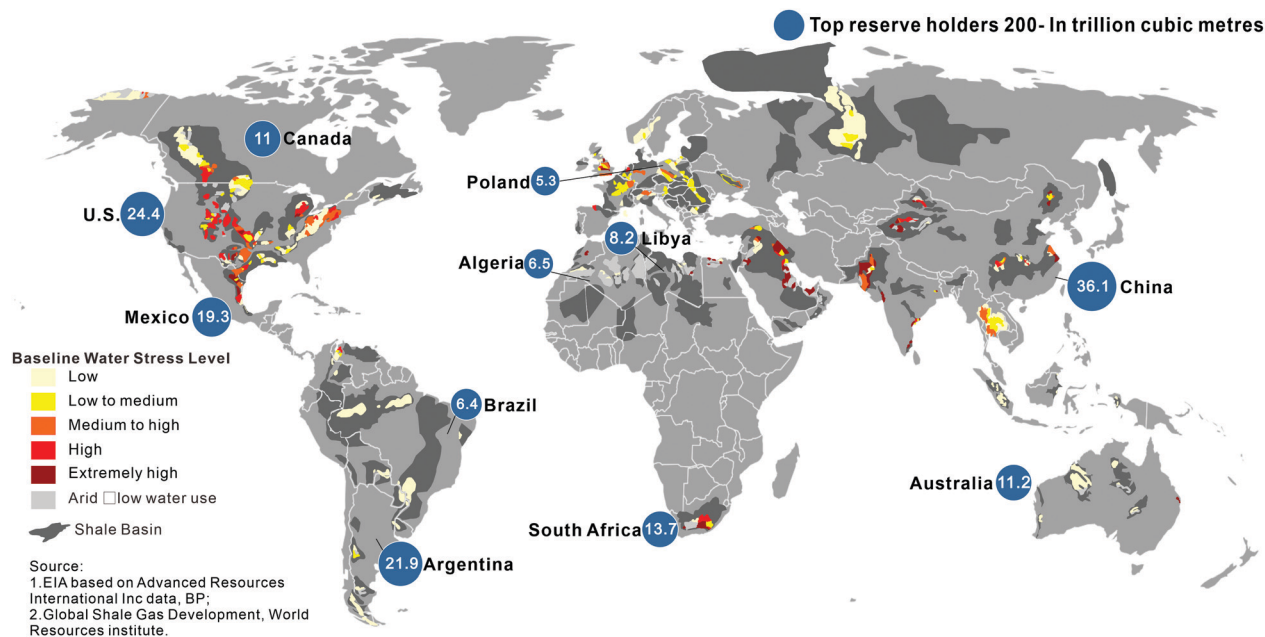 Top reserve holders 200- In trillion cubic metres
11 Canada
Poland 5.3
U.S. 24.4
8.2 Libya
Algeria 6.5
36.1 China
Mexico 19.3
Baseline Water Stress Level
Low
Low to medium
Medium to high
High
Extremely high
Arid □low water use
Shale Basin
6.4 Brazil
Australia 11.2
South Africa 13.7
21.9 Argentina
Source:
1.EIA based on Advanced Resources
International Inc data, BP;
2.Global Shale Gas Development, World
Resources institute.